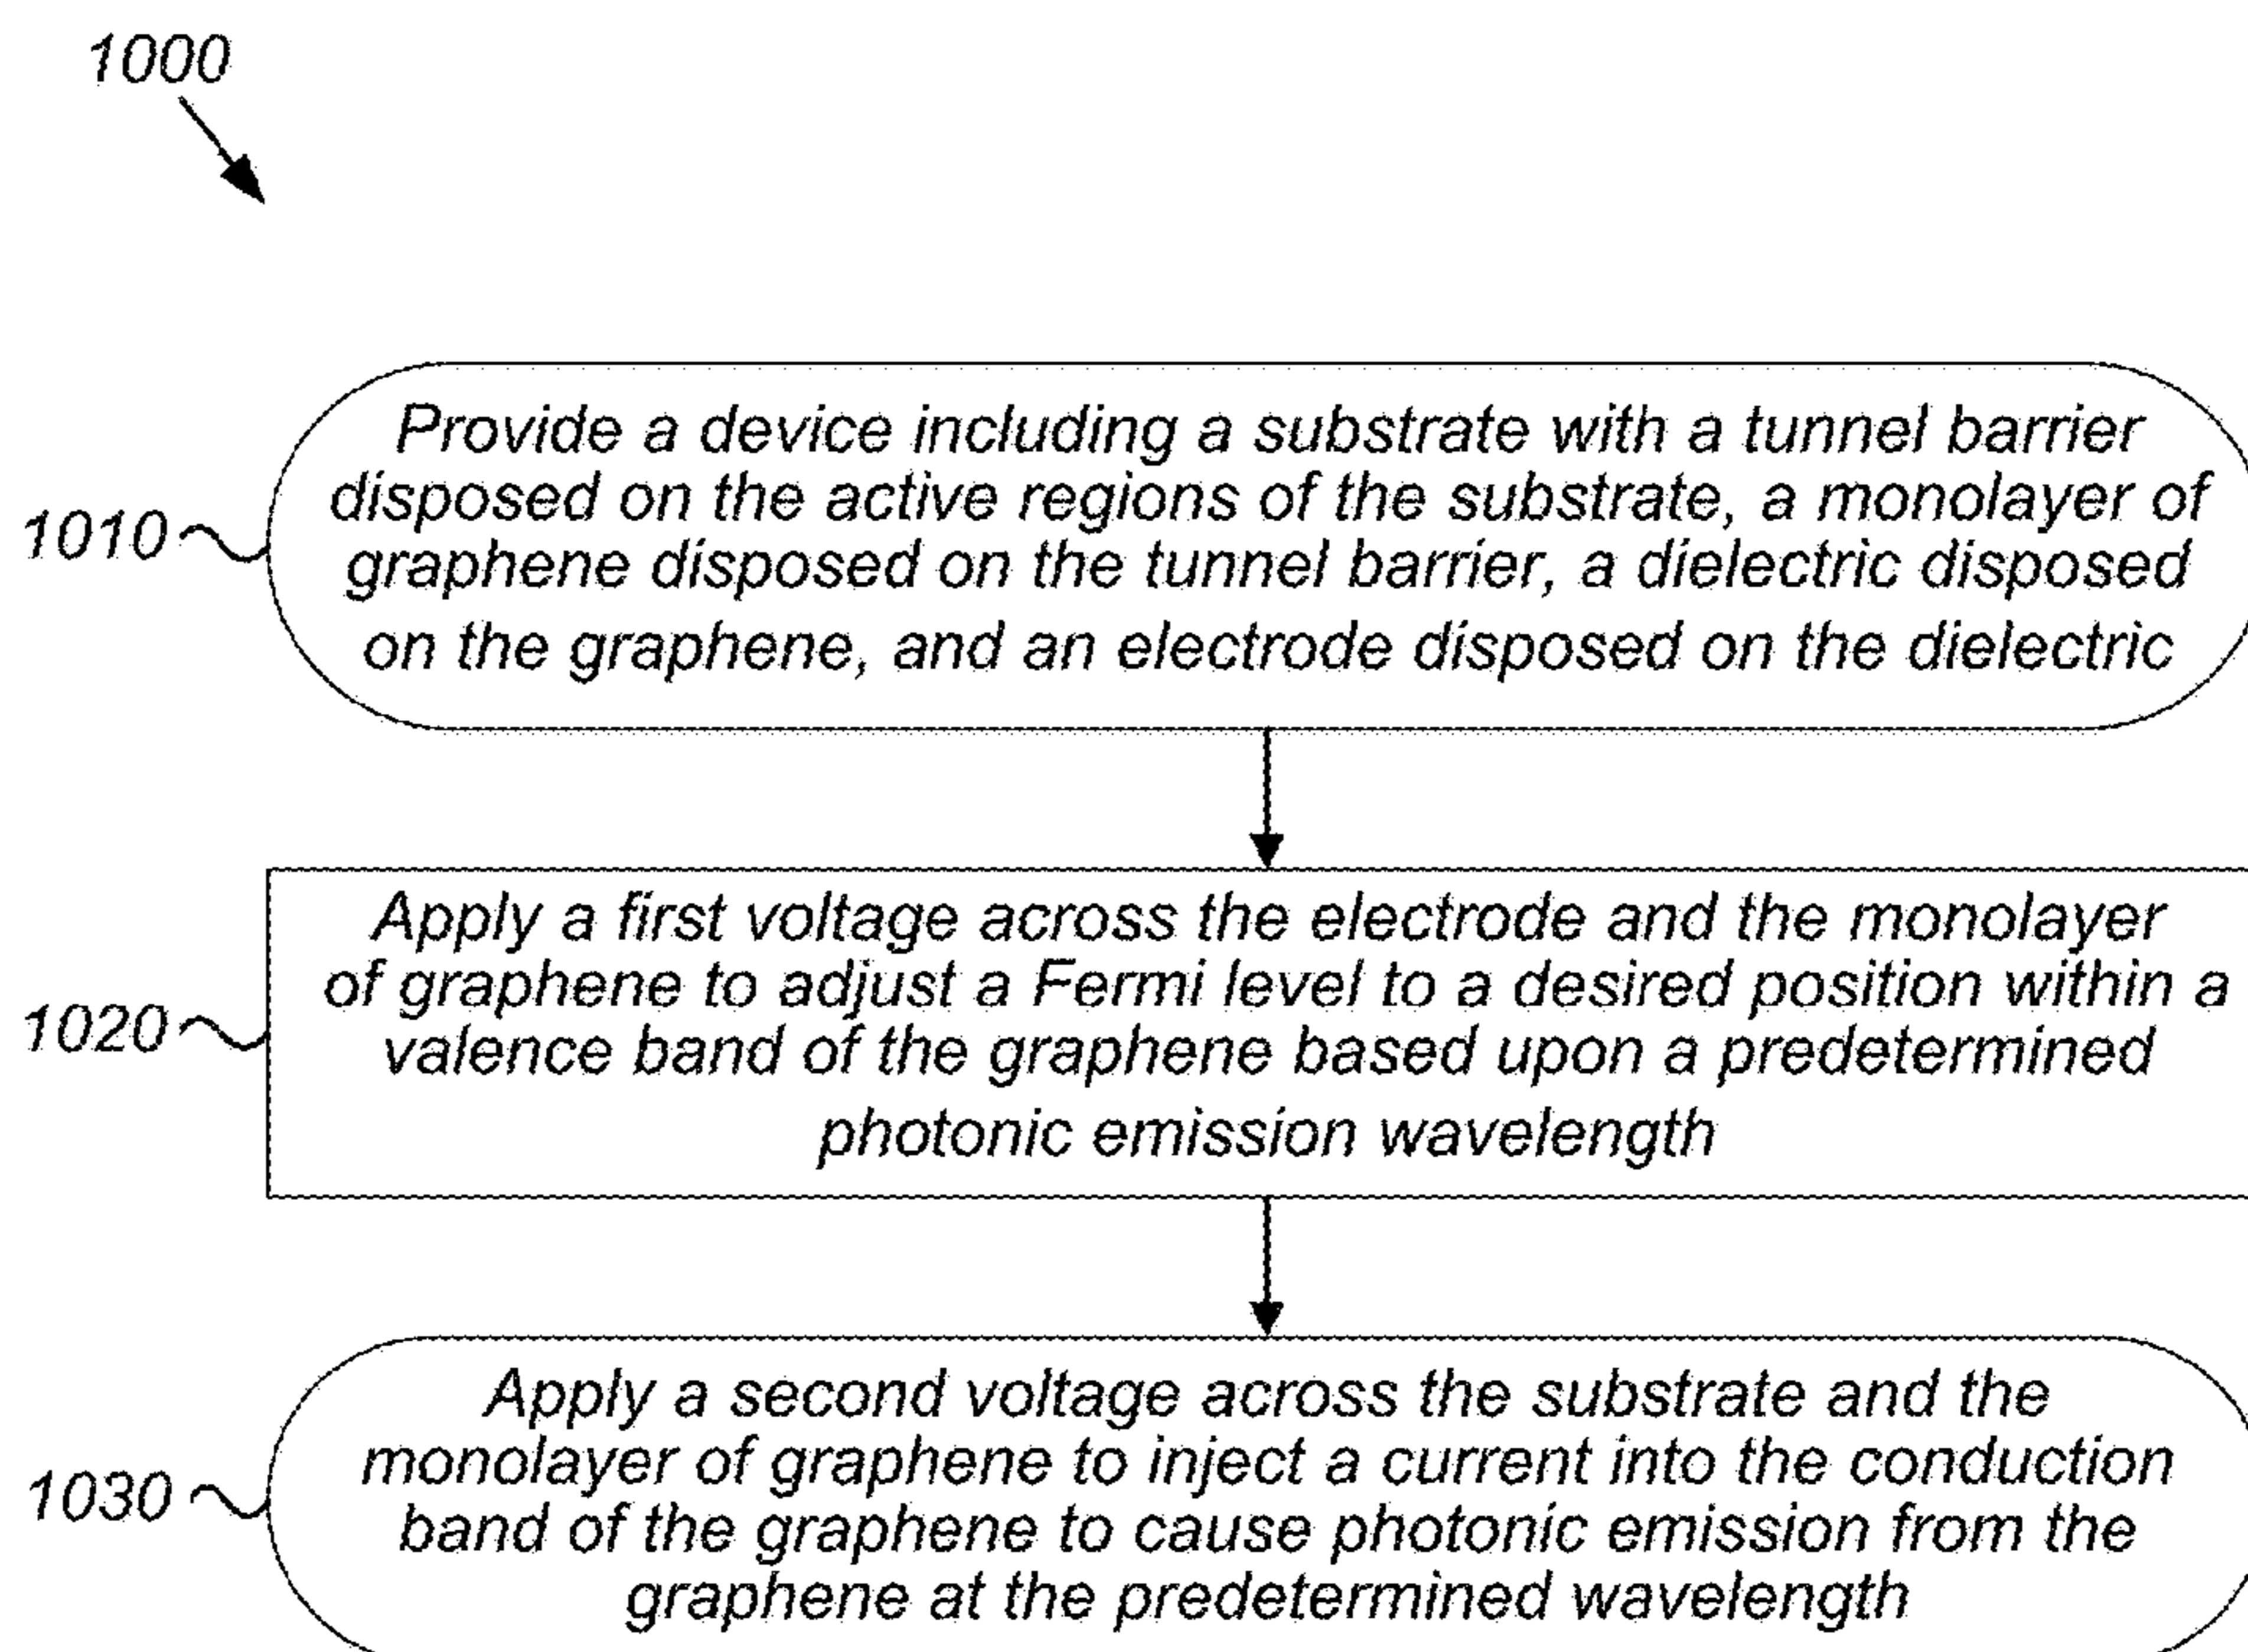 1000
Provide a device including a substrate with a tunnel barrier
disposed on the active regions of the substrate, a monolayer of
1010
graphene disposed on the tunnel barrier, a dielectric disposed
on the graphene, and an electrode disposed on the dielectric
Apply a first voltage across the electrode and the monolayer
of graphene to adjust a Fermi level to a desired position within a
1020
valence band of the graphene based upon a predetermined
photonic emission wavelength
Apply a second voltage across the substrate and the
monolayer of graphene to inject a current into the conduction
1030
band of the graphene to cause photonic emission from the
graphene at the predetermined wavelength